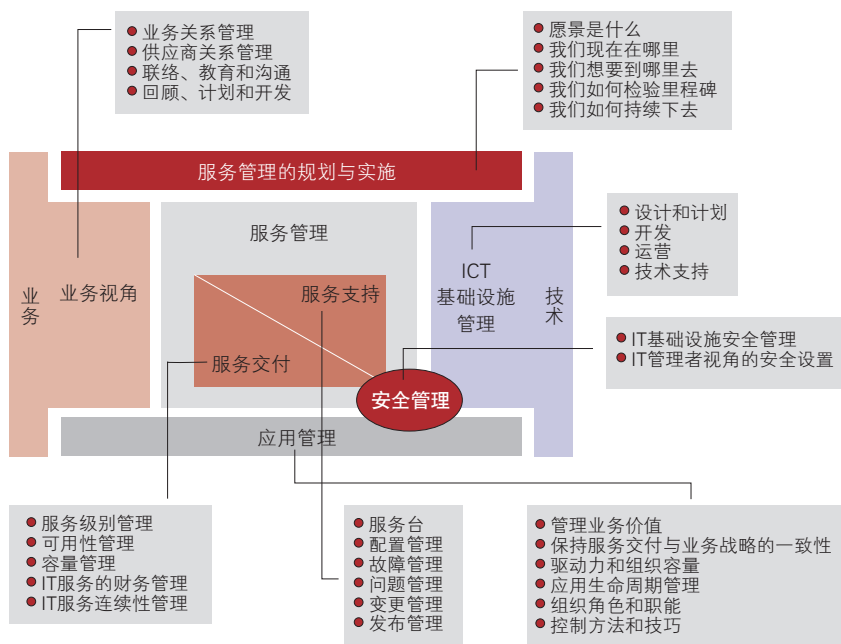 业务关系管理
供应商关系管理
联络、教育和沟通
回顾、计划和开发
愿景是什么
我们现在在哪里
我们想要到哪里去
我们如何检验里程碑
我们如何持续下去
服务管理的规划与实施
业务
业务视角
服务管理
服务支持
服务交付
ICT
基础设施
管理
技术
设计和计划
开发
运营
技术支持
IT基础设施安全管理
IT管理者视角的安全设置
安全管理
应用管理
服务级别管理
可用性管理
容量管理
IT服务的财务管理
IT服务连续性管理
服务台
配置管理
故障管理
问题管理
变更管理
发布管理
管理业务价值
保持服务交付与业务战略的一致性
驱动力和组织容量
应用生命周期管理
组织角色和职能
控制方法和技巧